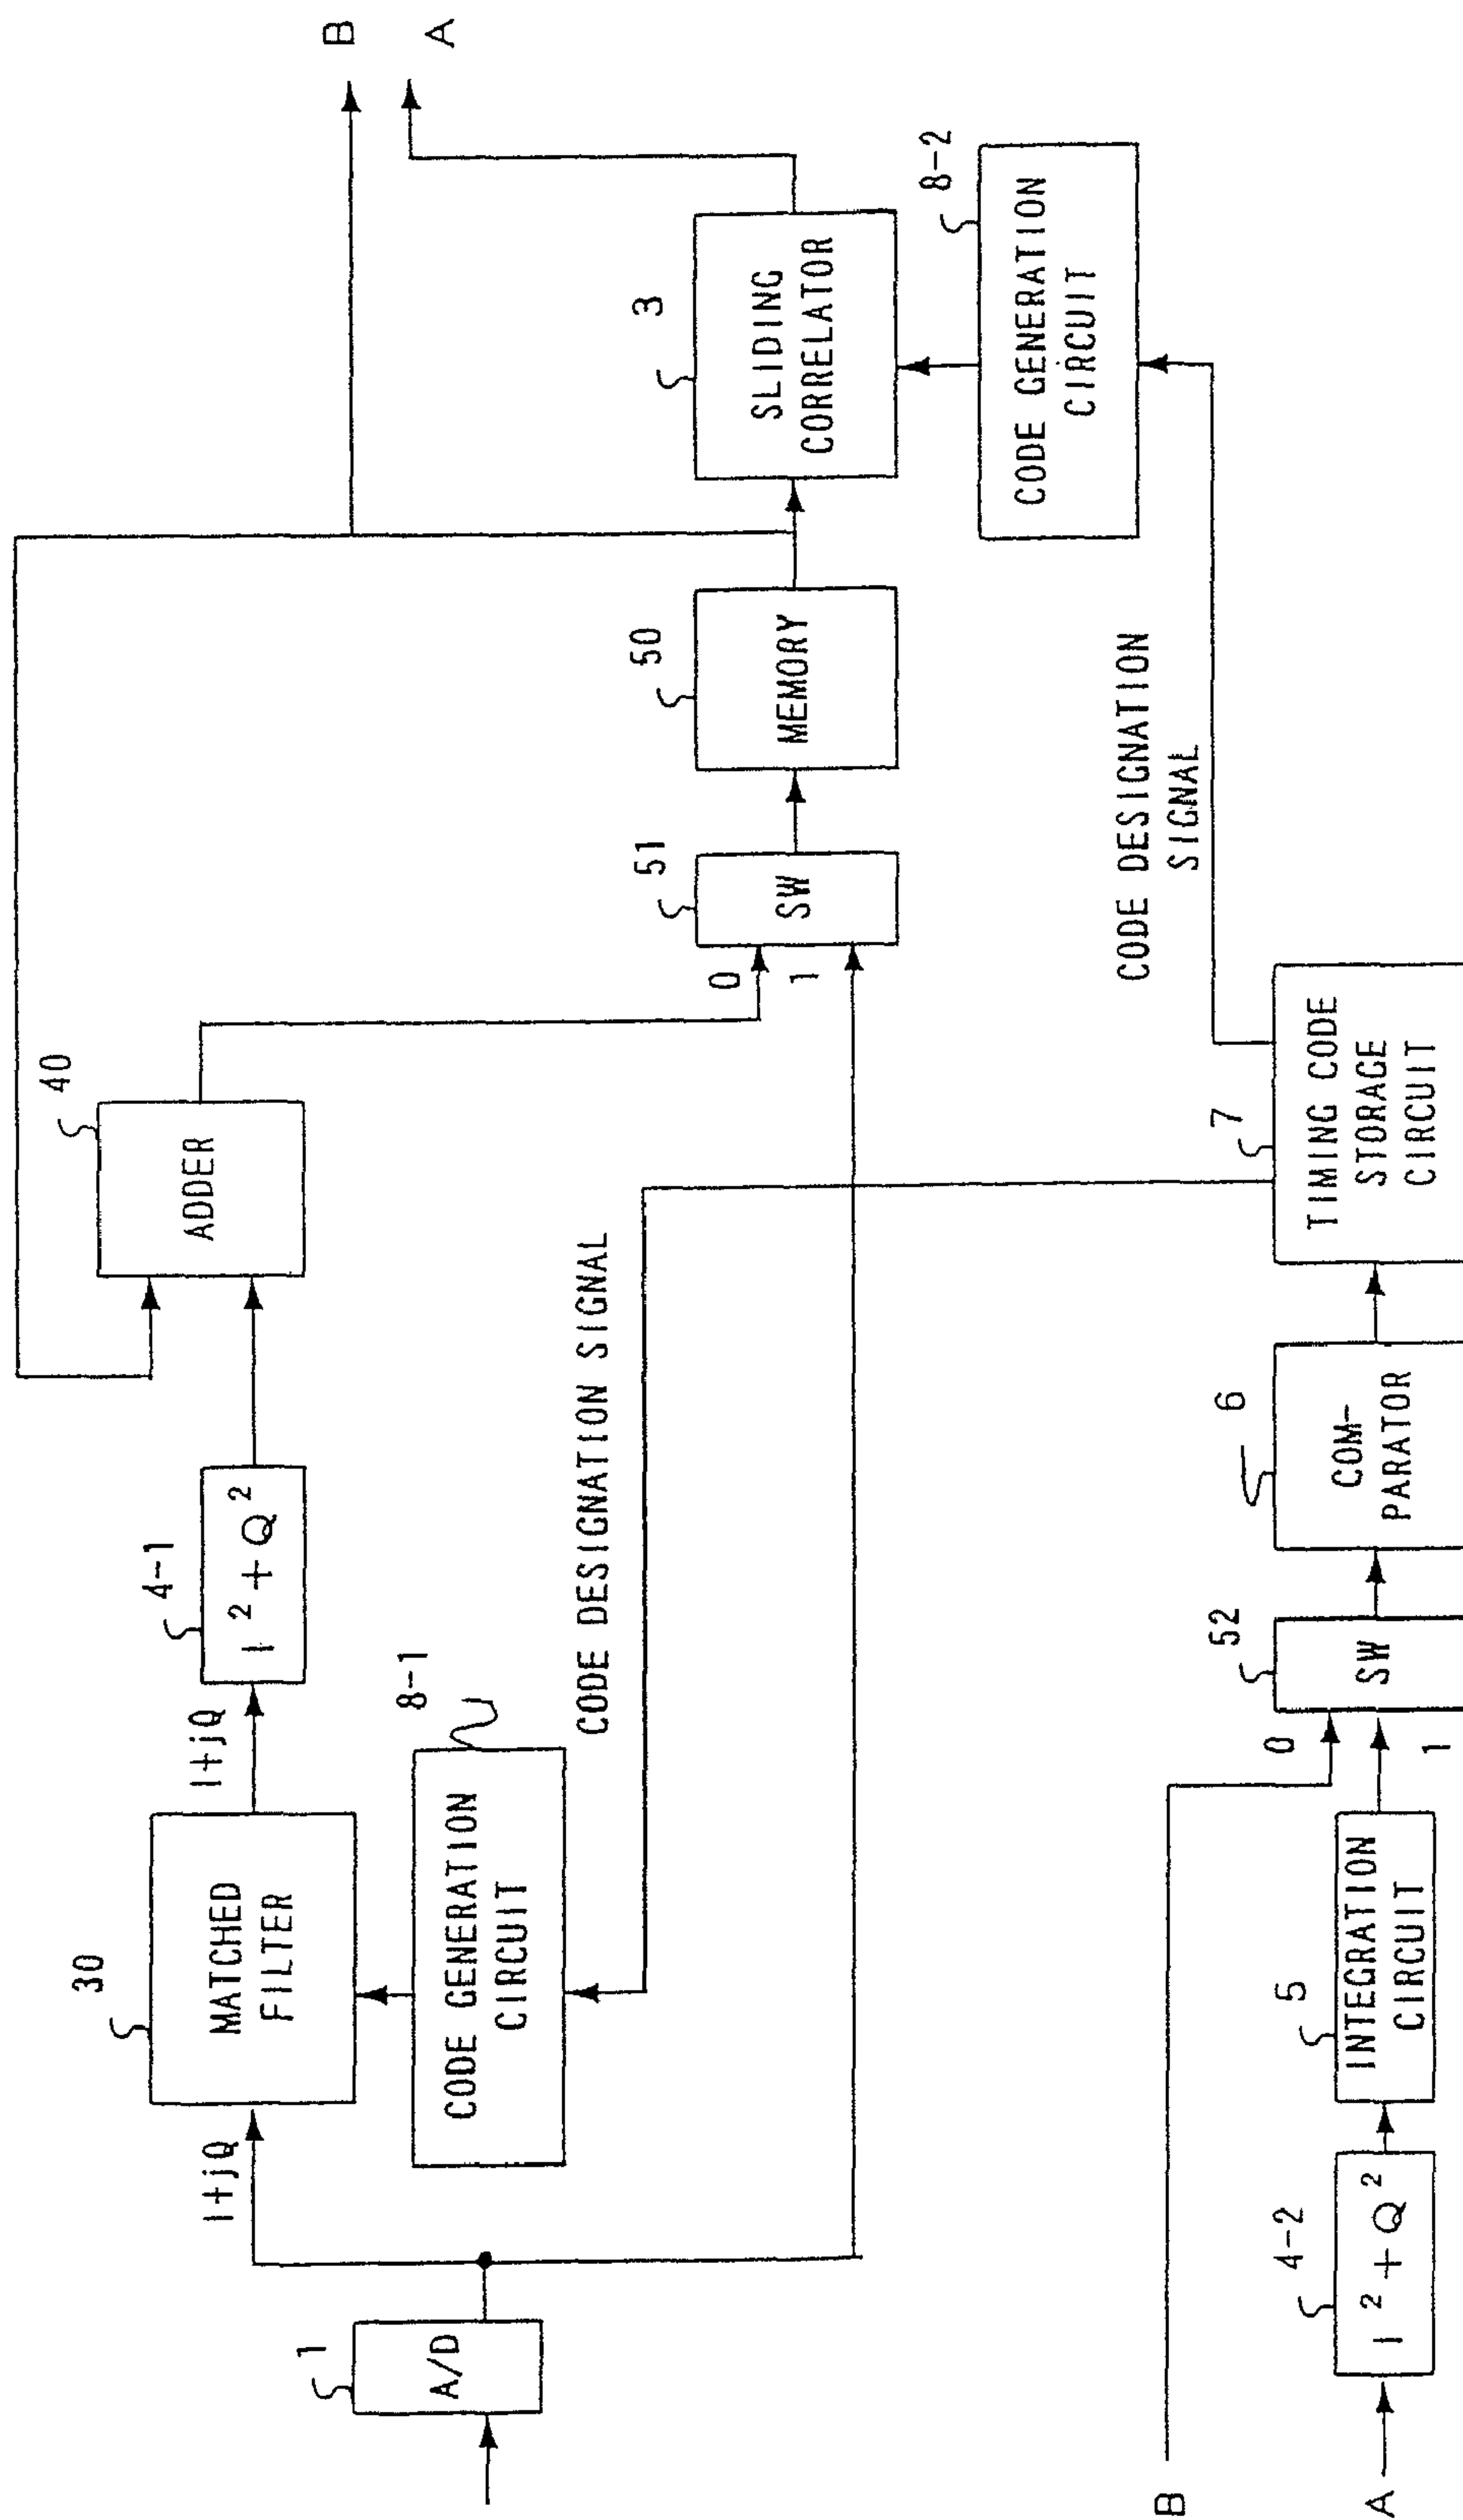 1
A/D
I+jQ
30
MATCHED
FILTER
I+jQ
4-1
I² + Q²
40
ADDER
8-1
CODE GENERATION
CIRCUIT
CODE DESIGNATION SIGNAL
0
1
51
SW
50
MEMORY
3
SLIDING
CORRELATOR
B
A
8-2
CODE GENERATION
CIRCUIT
CODE DESIGNATION
SIGNAL
B
A
4-2
I² + Q²
5
INTEGRATION
CIRCUIT
0
1
52
SW
6
COM-
PARATOR
7
TIMING CODE
STORAGE
CIRCUIT